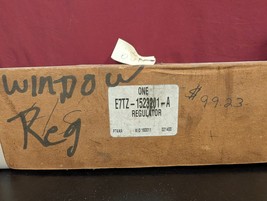 WINDOW
Reg
ONE
E7TZ-1523201-A
REGULATOR
$99.23